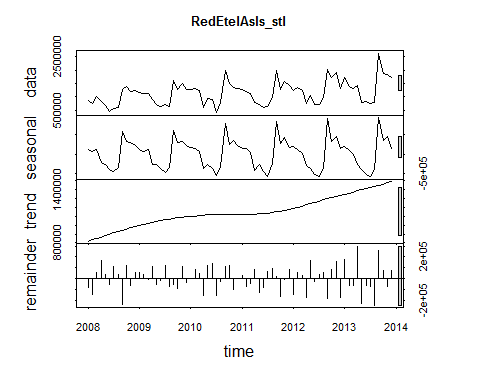 RedEtelAsIs_stl
data
500000 2500000
seasonal
-5e+05
trend
800000 1400000
remainder
-2e+05 2e+05
2008 2009 2010 2011 2012 2013 2014
time